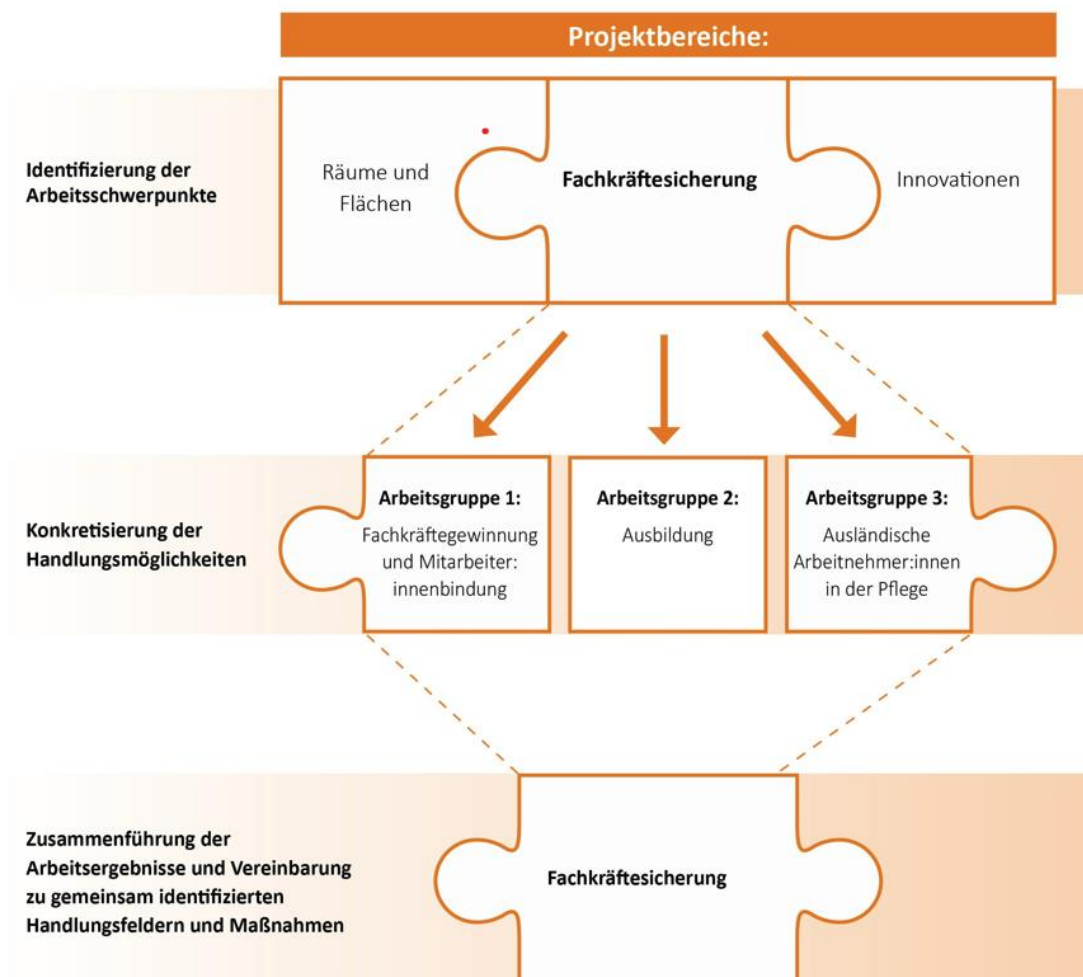 Projektbereiche:
Identifizierung der
Arbeitsschwerpunkte
Räume und
Flächen
Fachkräftesicherung
Innovationen
Konkretisierung der
Handlungsmöglichkeiten
Arbeitsgruppe 1:
Fachkräftegewinnung
und Mitarbeiter:
innenbindung
Arbeitsgruppe 2:
Ausbildung
Arbeitsgruppe 3:
Ausländische
Arbeitnehmer:innen
in der Pflege
Zusammenführung der
Arbeitsergebnisse und Vereinbarung
zu gemeinsam identifizierten
Handlungsfeldern und Maßnahmen
Fachkräftesicherung